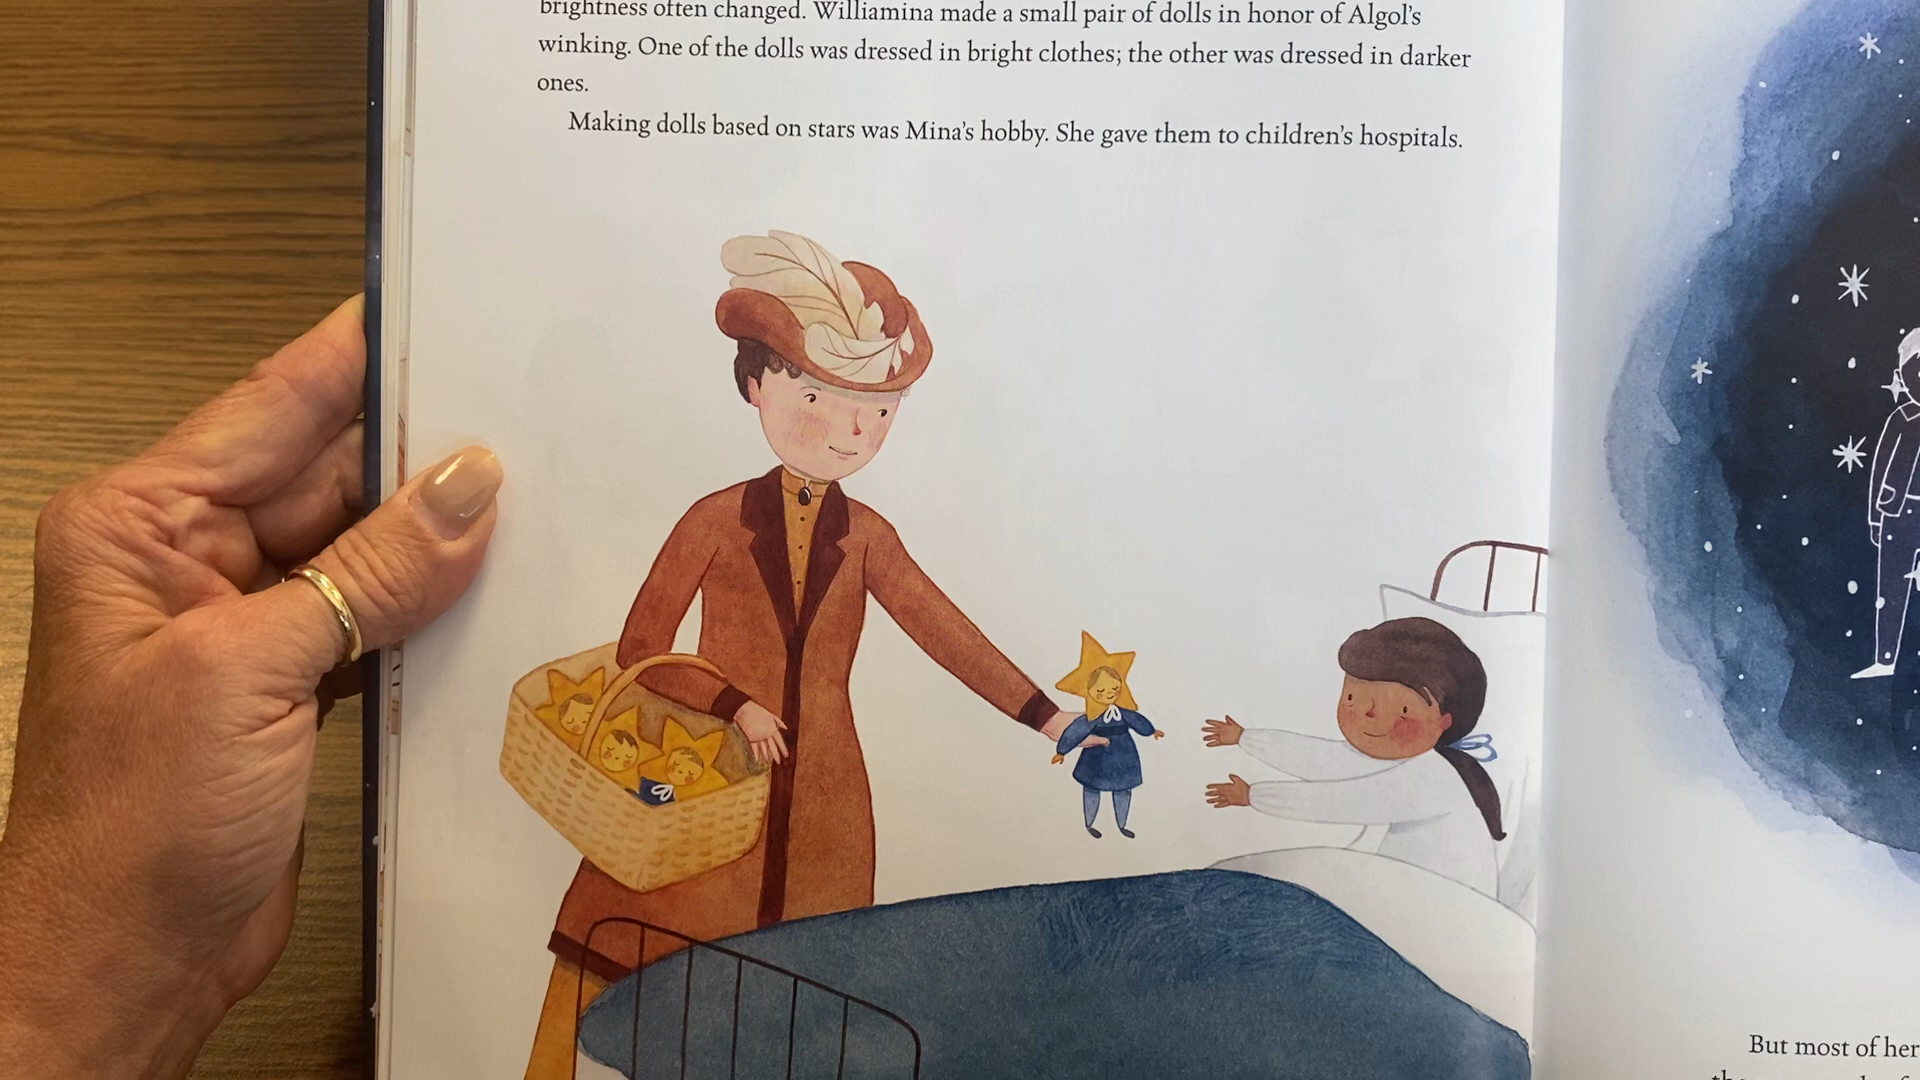 brightness often changed. Williamina made a small pair of dolls in honor of Algol’s
winking. One of the dolls was dressed in bright clothes; the other was dressed in darker
ones.
Making dolls based on stars was Mina’s hobby. She gave them to children’s hospitals.
But most of her